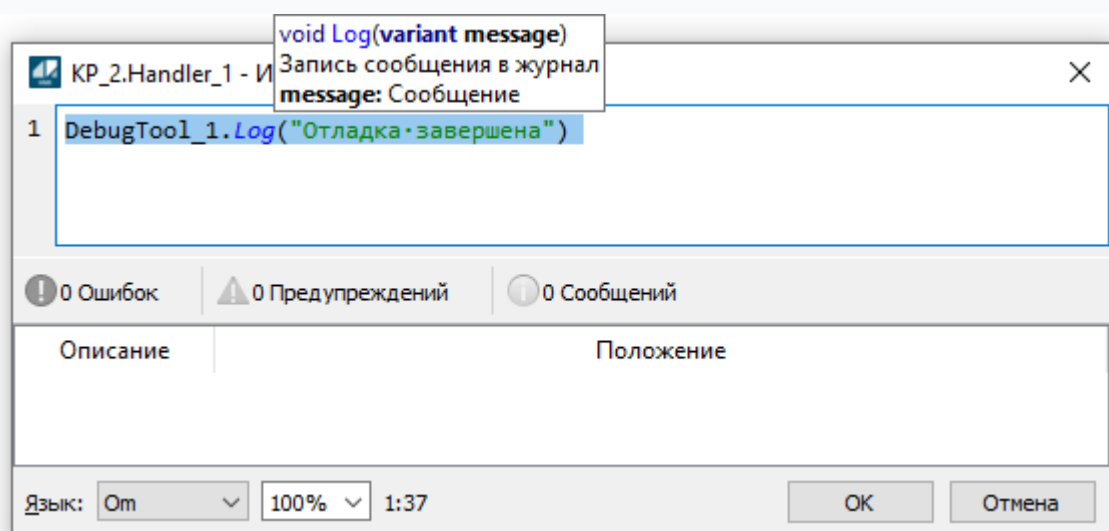 void Log(variant message)
Запись сообщения в журнал
message: Сообщение
KP_2.Handler_1 - И
1 DebugTool_1.Log("Отладка·завершена")
0 Ошибок 0 Предупреждений 0 Сообщений
Описание Положение
Язык: Om 100% 1:37 OK Отмена